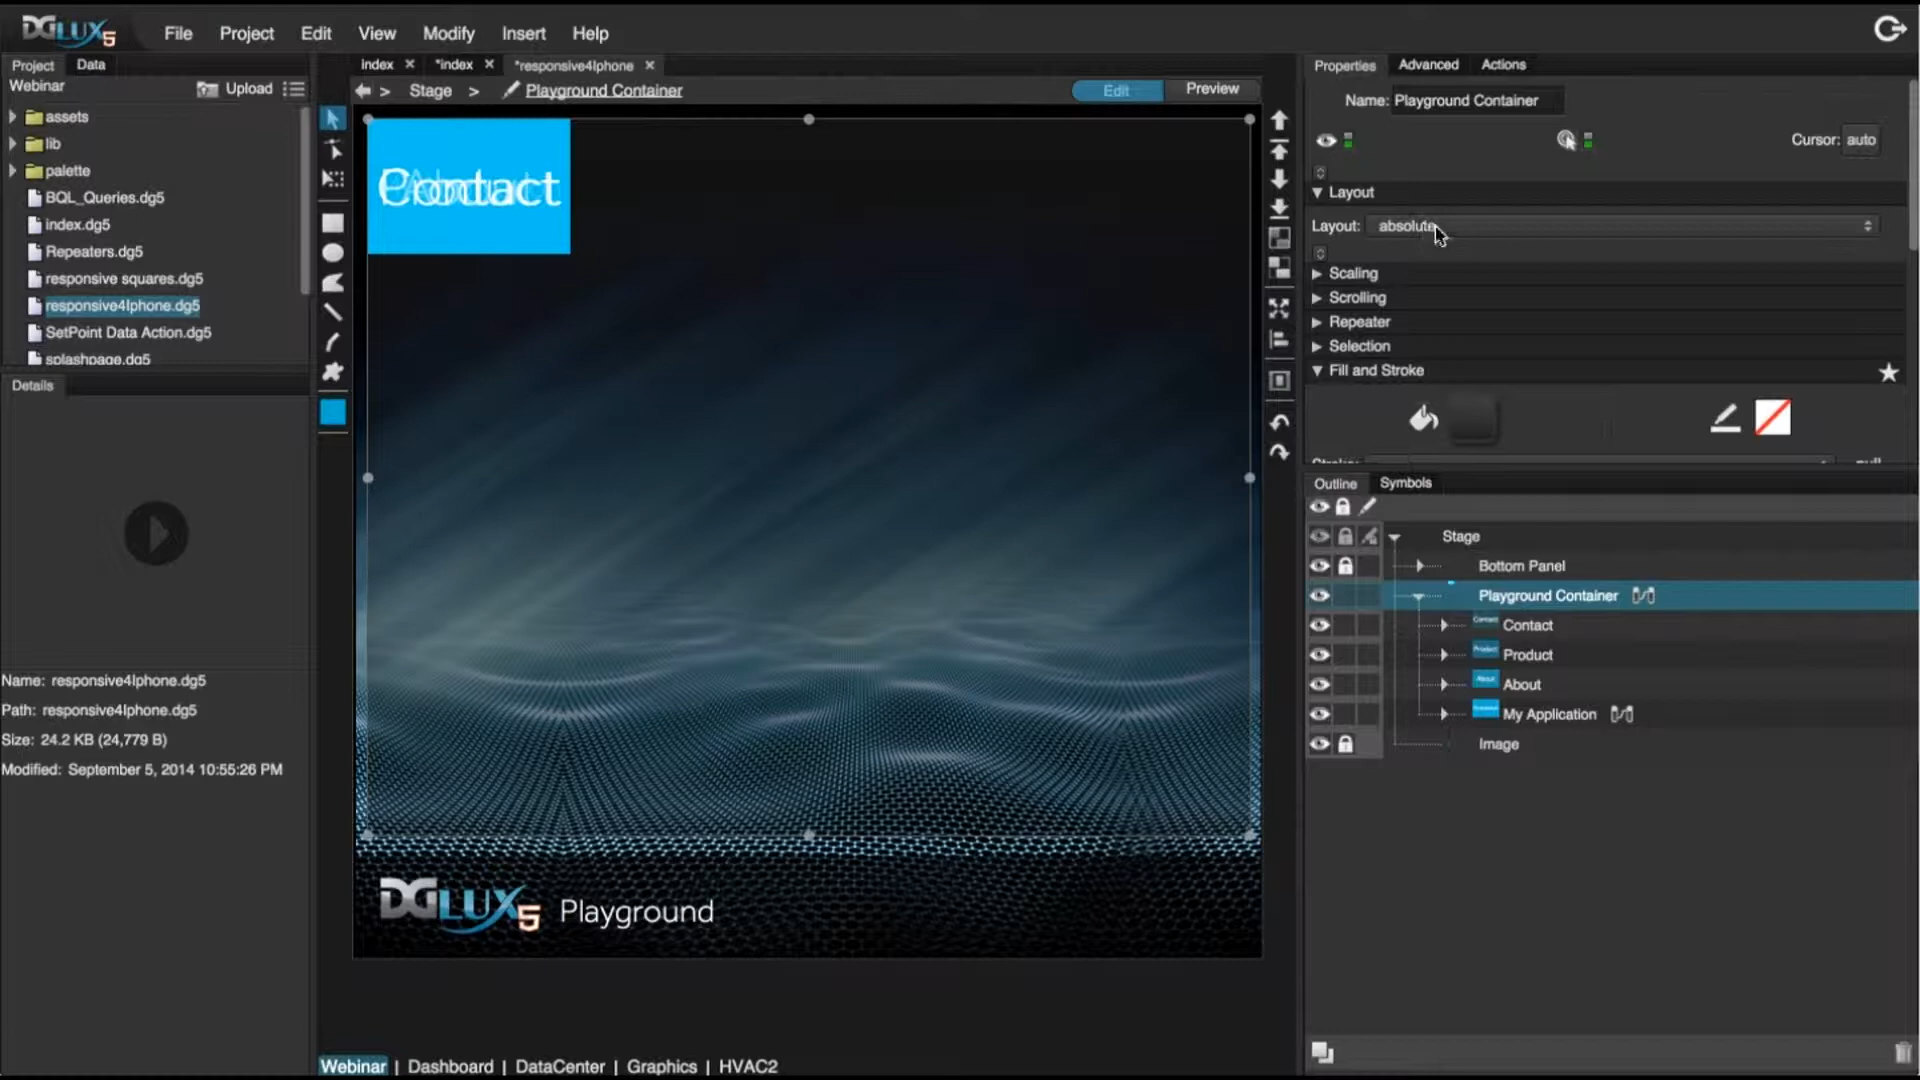 DGLUX5
File Project Edit View Modify Insert Help
Project Data
Webinar
Upload
assets
lib
palette
BQL_Queries.dg5
index.dg5
Repeaters.dg5
responsive squares.dg5
responsive4Iphone.dg5
SetPoint Data Action.dg5
splashpage.dg5
Details
Name: responsive4Iphone.dg5
Path: responsive4Iphone.dg5
Size: 24.2 KB (24,779 B)
Modified: September 5, 2014 10:55:26 PM
index *index *responsive4Iphone
> Stage > Playground Container
Edit Preview
Contact
DGLUX5 Playground
Webinar | Dashboard | DataCenter | Graphics | HVAC2
Properties Advanced Actions
Name: Playground Container
Cursor: auto
Layout
Layout: absolute
Scaling
Scrolling
Repeater
Selection
Fill and Stroke
Outline Symbols
Stage
Bottom Panel
Playground Container
Contact
Product
About
My Application
Image